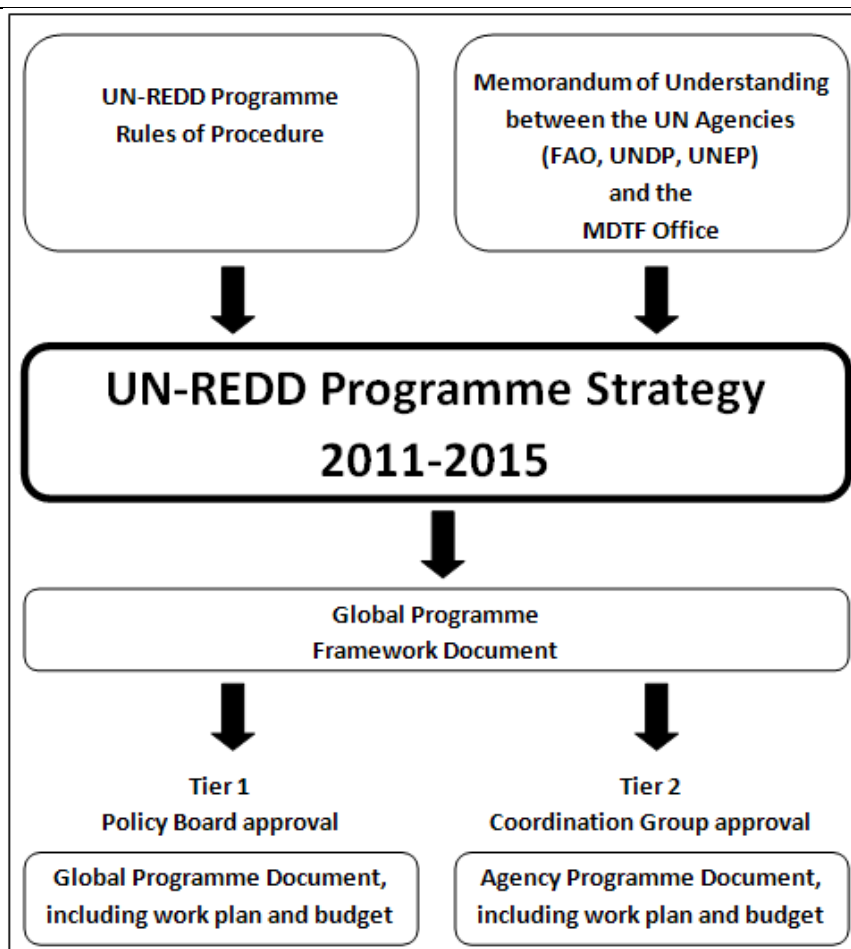 UN-REDD Programme
Rules of Procedure
Memorandum of Understanding
between the UN Agencies
(FAO, UNDP, UNEP)
and the
MDTF Office
UN-REDD Programme Strategy
2011-2015
Global Programme
Framework Document
Tier 1
Policy Board approval
Global Programme Document,
including work plan and budget
Tier 2
Coordination Group approval
Agency Programme Document,
including work plan and budget